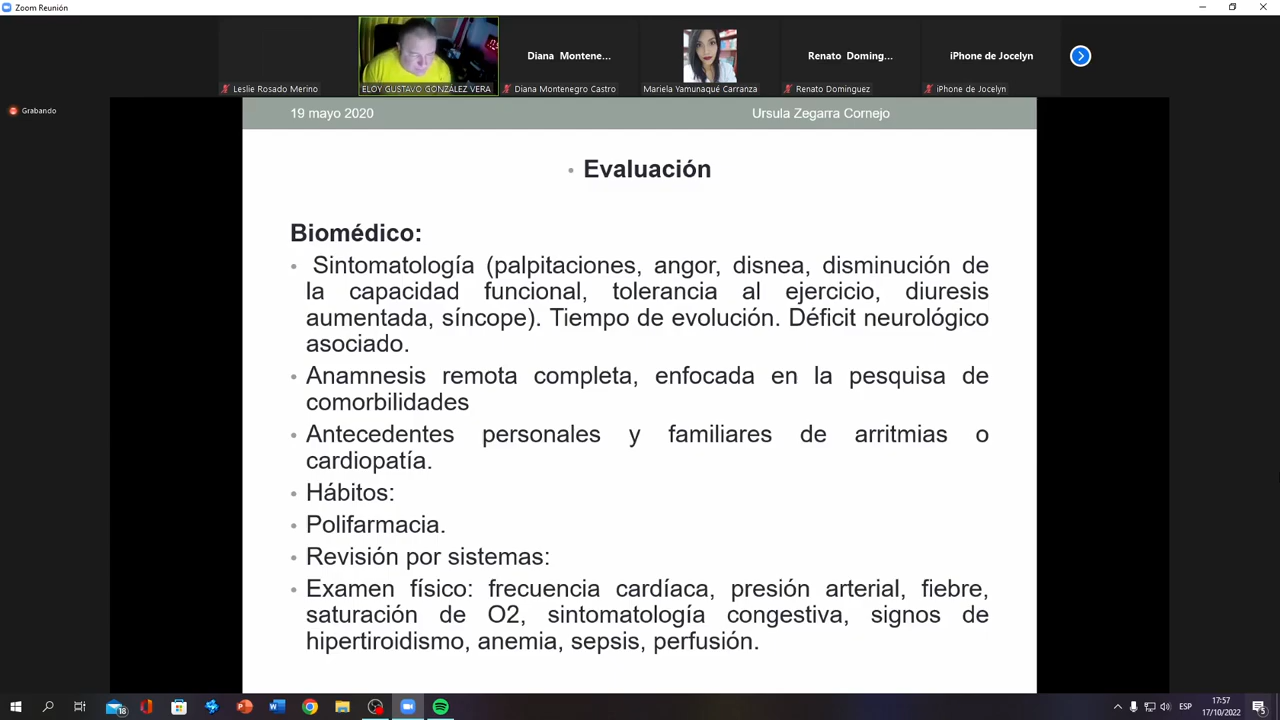 Zoom Reunión
Diana Montene...
Renato Doming...
iPhone de Jocelyn
Leslie Rosado Merino
ELOY GUSTAVO GONZÁLEZ VERA
Diana Montenegro Castro
Mariela Yamunaqué Carranza
Renato Dominguez
iPhone de Jocelyn
Grabando
19 mayo 2020
Ursula Zegarra Cornejo
• Evaluación
Biomédico:
• Sintomatología (palpitaciones, angor, disnea, disminución de
la capacidad funcional, tolerancia al ejercicio, diuresis
aumentada, síncope). Tiempo de evolución. Déficit neurológico
asociado.
• Anamnesis remota completa, enfocada en la pesquisa de
comorbilidades
• Antecedentes personales y familiares de arritmias o
cardiopatía.
• Hábitos:
• Polifarmacia.
• Revisión por sistemas:
• Examen físico: frecuencia cardíaca, presión arterial, fiebre,
saturación de O2, sintomatología congestiva, signos de
hipertiroidismo, anemia, sepsis, perfusión.
18
ESP
17:57
17/10/2022
5